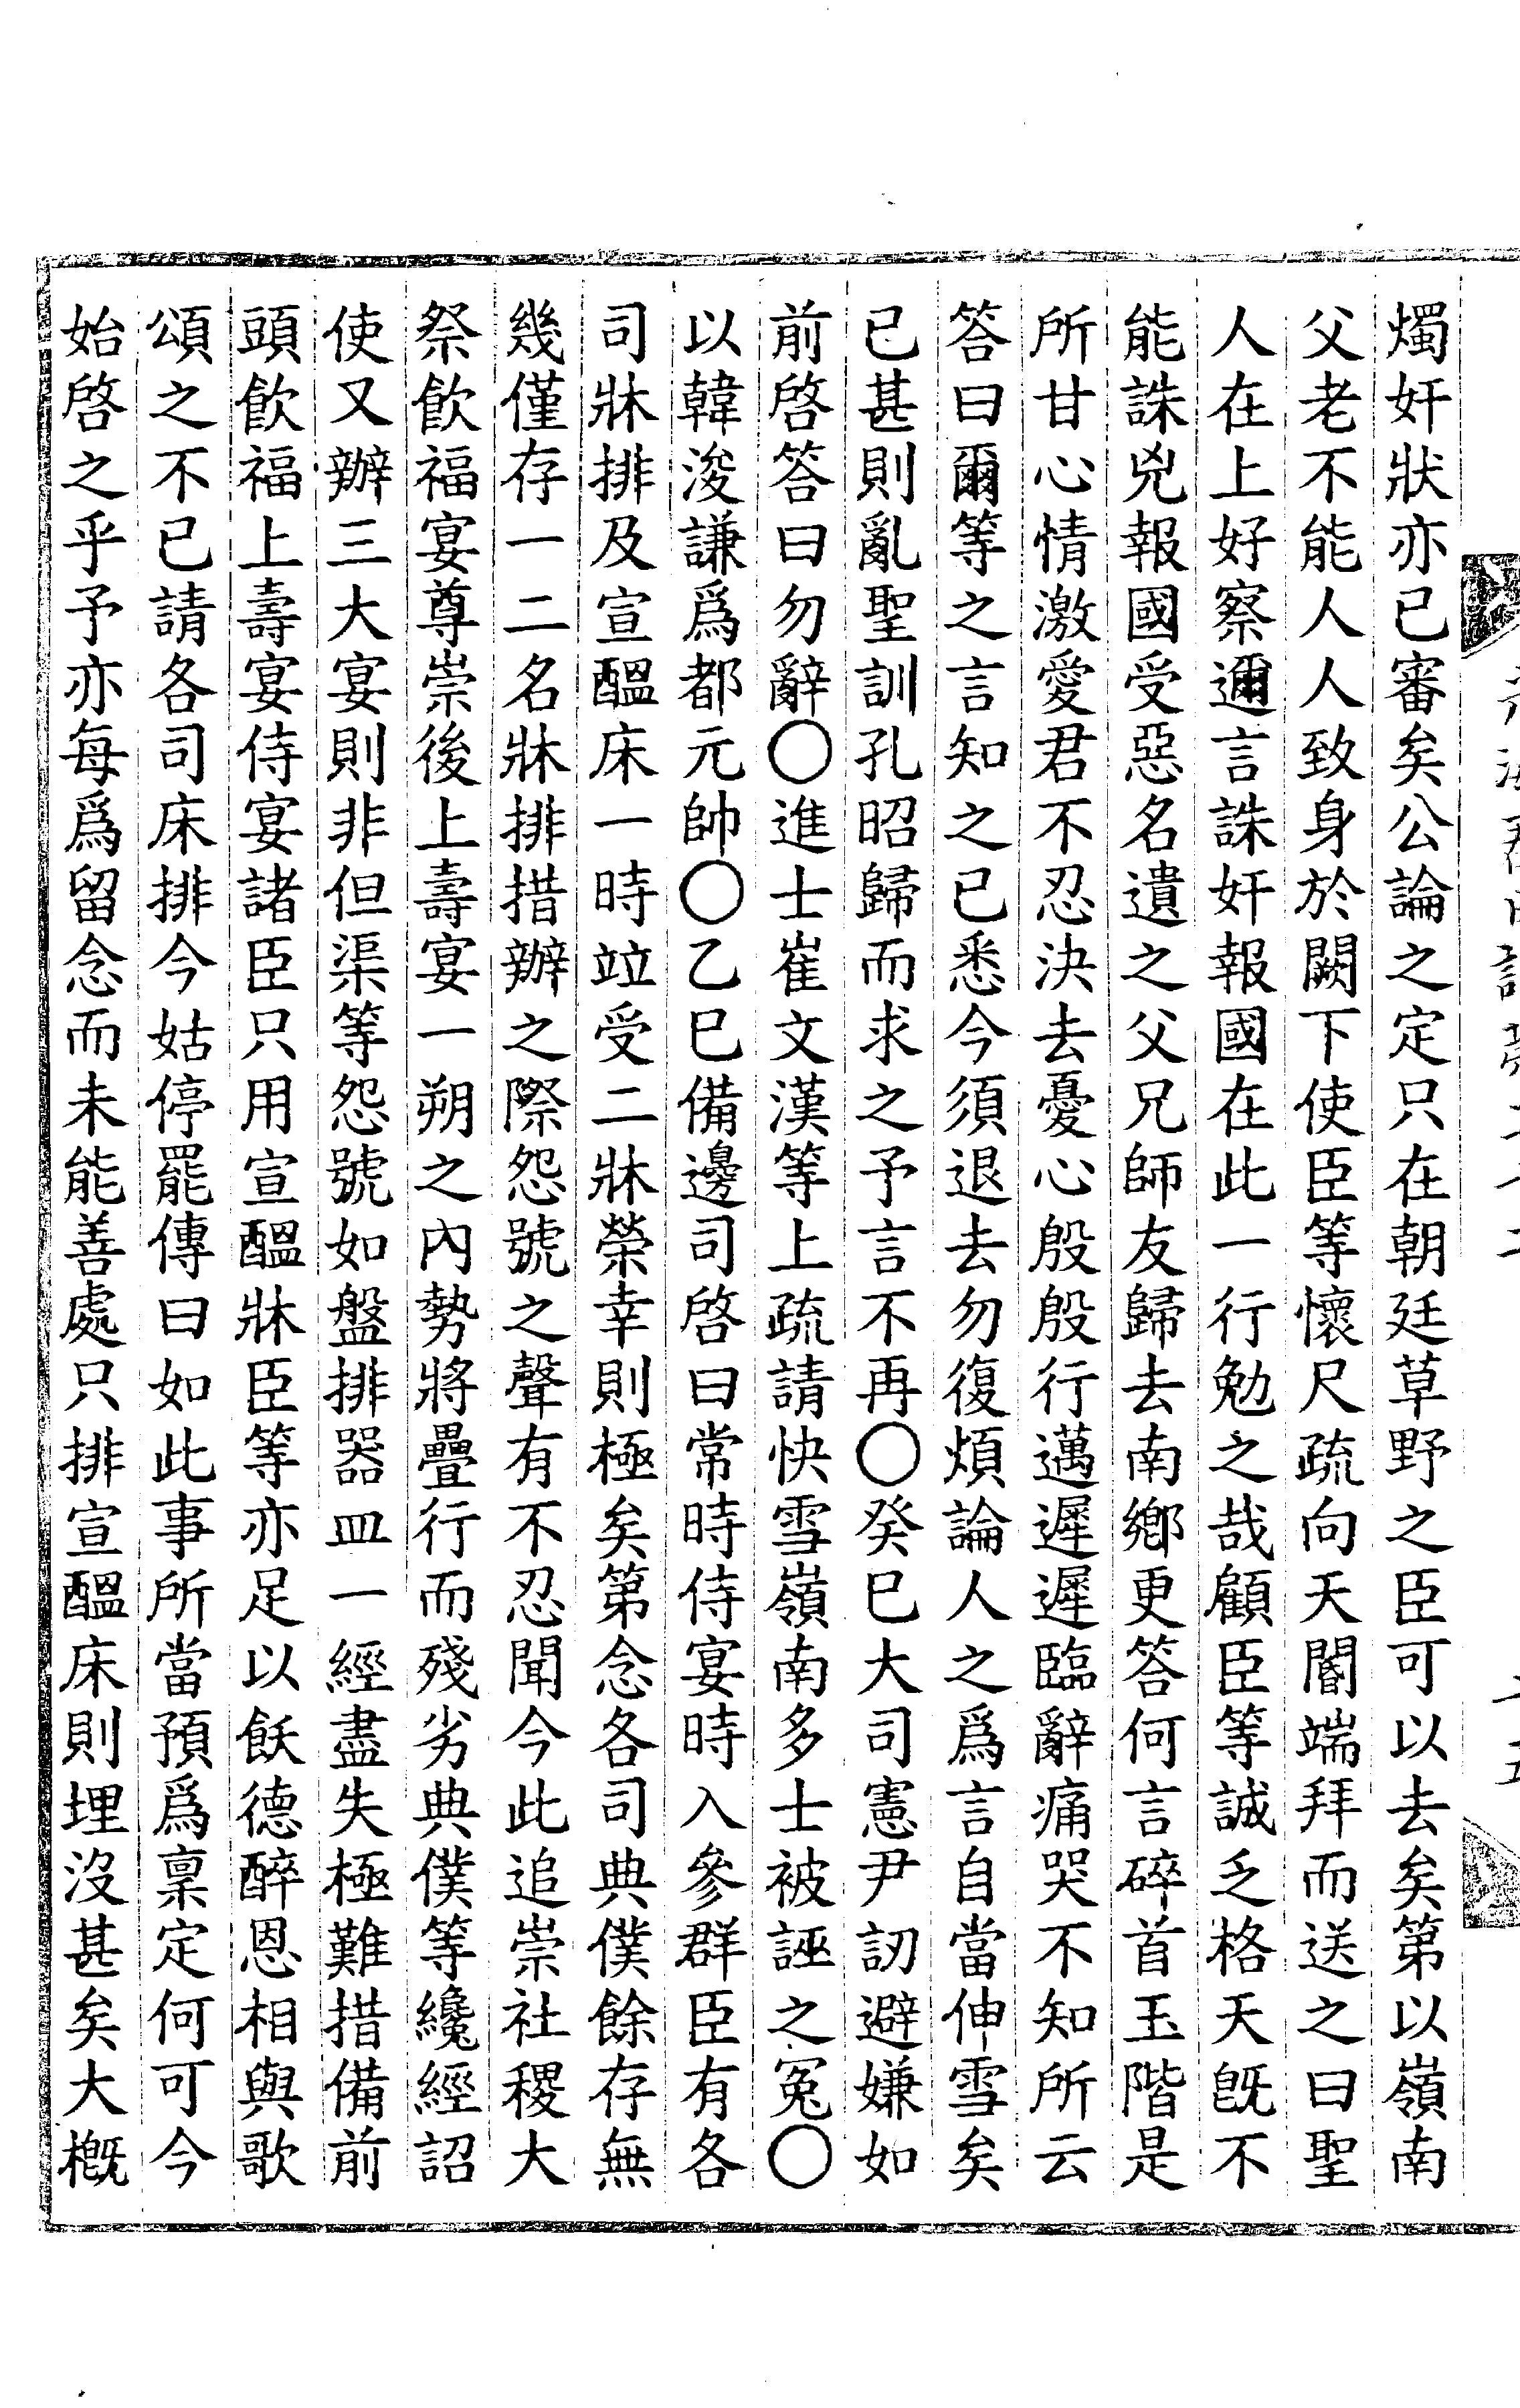 燭奸狀亦已審矣公論之定只在朝廷草野之臣可以去矣第以嶺南
父老不能人人致身於闕下使臣等懷尺疏向天閽端拜而送之曰聖
人在上好察邇言誅奸報國在此一行勉之哉顧臣等誠乏格天旣不
能誅兇報國受惡名遺之父兄師友歸去南鄕更答何言碎首玉階是
所甘心情激愛君不忍決去憂心殷殷行邁遲遲臨辭痛哭不知所云
答曰爾等之言知之已悉今須退去勿復煩論人之爲言自當伸雪矣
已甚則亂聖訓孔昭歸而求之予言不再〇癸巳大司憲尹訒避嫌如
前啓答曰勿辭〇進士崔文漢等上疏請快雪嶺南多士被誣之冤〇
以韓浚謙爲都元帥〇乙巳備邊司啓曰常時侍宴時入參群臣有各
司牀排及宣醞床一時竝受二牀榮幸則極矣第念各司典僕餘存無
幾僅存一二名牀排措辦之際怨號之聲有不忍聞今此追崇社稷大
祭飮福宴尊崇後上壽宴一朔之內勢將疊行而殘劣典僕等纔經詔
使又辦三大宴則非但渠等怨號如盤排器皿一經盡失極難措備前
頭飮福上壽宴侍宴諸臣只用宣醞牀臣等亦足以飫德醉恩相與歌
頌之不已請各司床排今姑停罷傳曰如此事所當預爲稟定何可今
始啓之乎予亦每爲留念而未能善處只排宣醞床則埋沒甚矣大槪